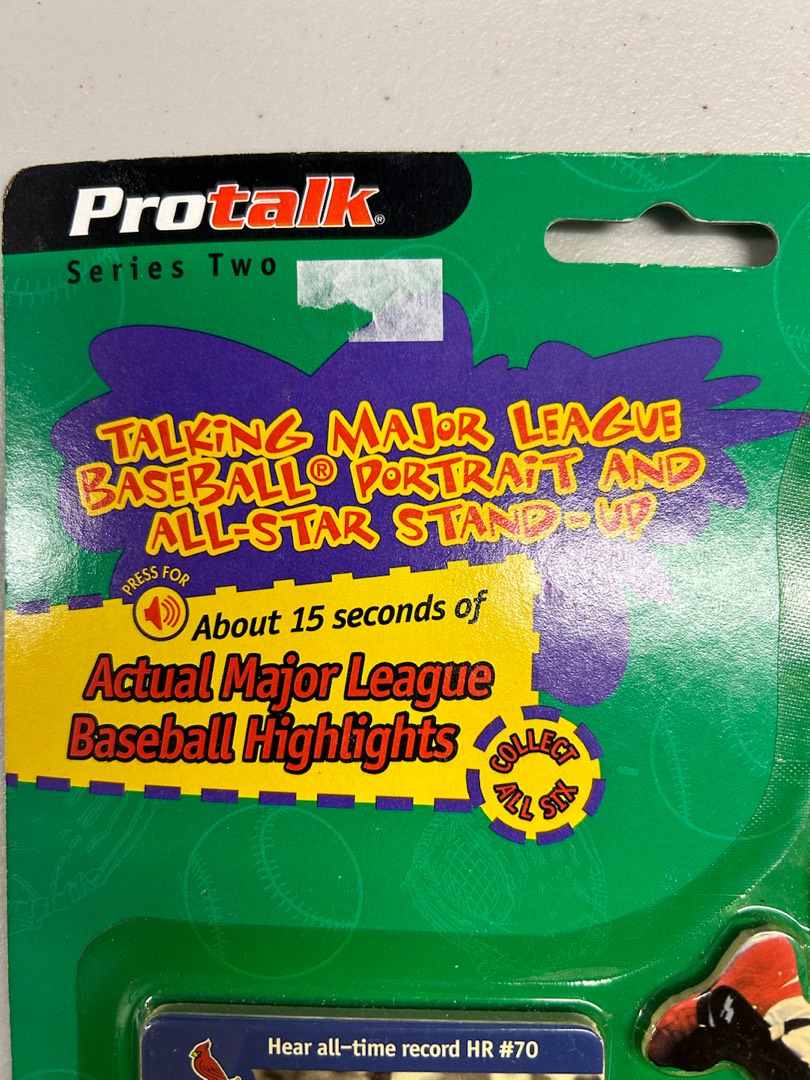 Protalk®
Series Two
TALKING MAJOR LEAGUE
BASEBALL® PORTRAIT AND
ALL-STAR STAND-UP
PRESS FOR
About 15 seconds of
Actual Major League
Baseball Highlights
COLLECT
ALL SIX
Hear all-time record HR #70